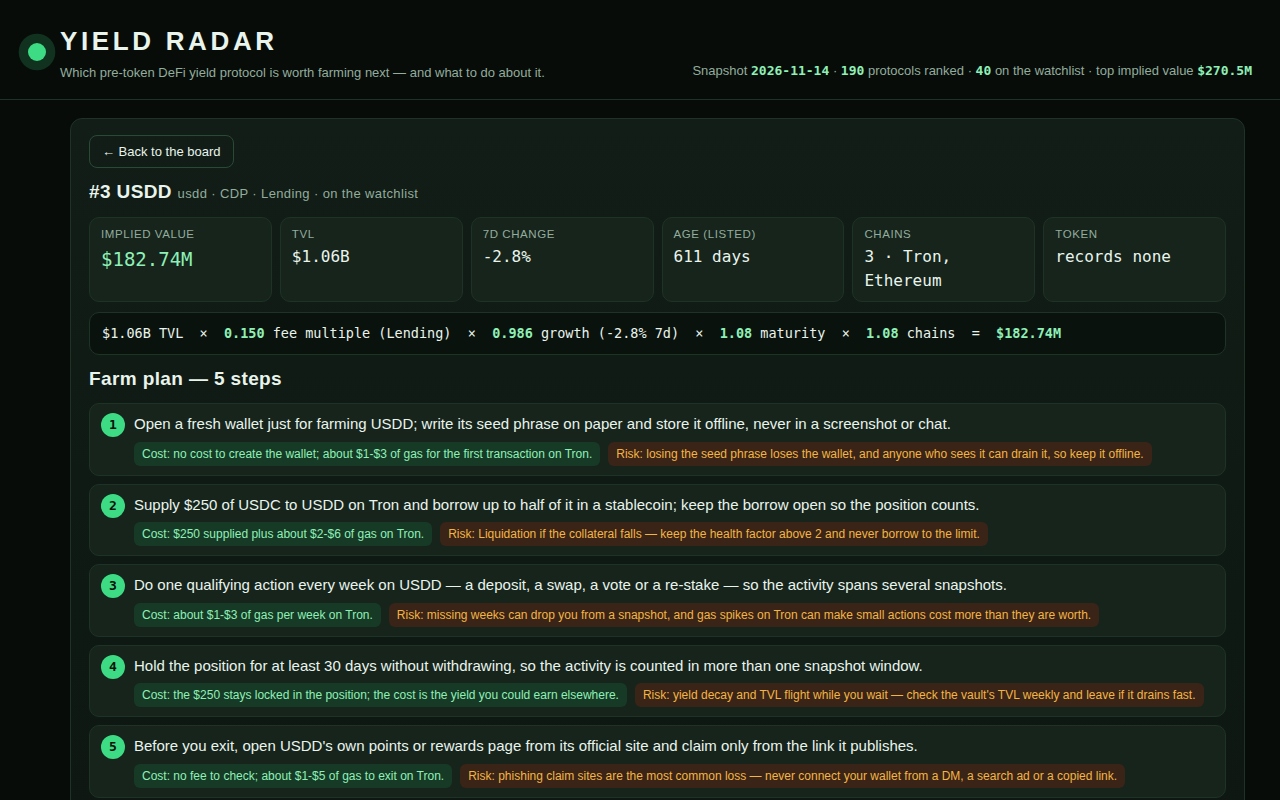 YIELD RADAR
Which pre-token DeFi yield protocol is worth farming next — and what to do about it.
Snapshot 2026-11-14 · 190 protocols ranked · 40 on the watchlist · top implied value $270.5M
← Back to the board
#3 USDD usdd · CDP · Lending · on the watchlist
IMPLIED VALUE
$182.74M
TVL
$1.06B
7D CHANGE
-2.8%
AGE (LISTED)
611 days
CHAINS
3 · Tron,
Ethereum
TOKEN
records none
$1.06B TVL × 0.150 fee multiple (Lending) × 0.986 growth (-2.8% 7d) × 1.08 maturity × 1.08 chains = $182.74M
Farm plan — 5 steps
1 Open a fresh wallet just for farming USDD; write its seed phrase on paper and store it offline, never in a screenshot or chat.
Cost: no cost to create the wallet; about $1-$3 of gas for the first transaction on Tron. Risk: losing the seed phrase loses the wallet, and anyone who sees it can drain it, so keep it offline.
2 Supply $250 of USDC to USDD on Tron and borrow up to half of it in a stablecoin; keep the borrow open so the position counts.
Cost: $250 supplied plus about $2-$6 of gas on Tron. Risk: Liquidation if the collateral falls — keep the health factor above 2 and never borrow to the limit.
3 Do one qualifying action every week on USDD — a deposit, a swap, a vote or a re-stake — so the activity spans several snapshots.
Cost: about $1-$3 of gas per week on Tron. Risk: missing weeks can drop you from a snapshot, and gas spikes on Tron can make small actions cost more than they are worth.
4 Hold the position for at least 30 days without withdrawing, so the activity is counted in more than one snapshot window.
Cost: the $250 stays locked in the position; the cost is the yield you could earn elsewhere. Risk: yield decay and TVL flight while you wait — check the vault's TVL weekly and leave if it drains fast.
5 Before you exit, open USDD's own points or rewards page from its official site and claim only from the link it publishes.
Cost: no fee to check; about $1-$5 of gas to exit on Tron. Risk: phishing claim sites are the most common loss — never connect your wallet from a DM, a search ad or a copied link.